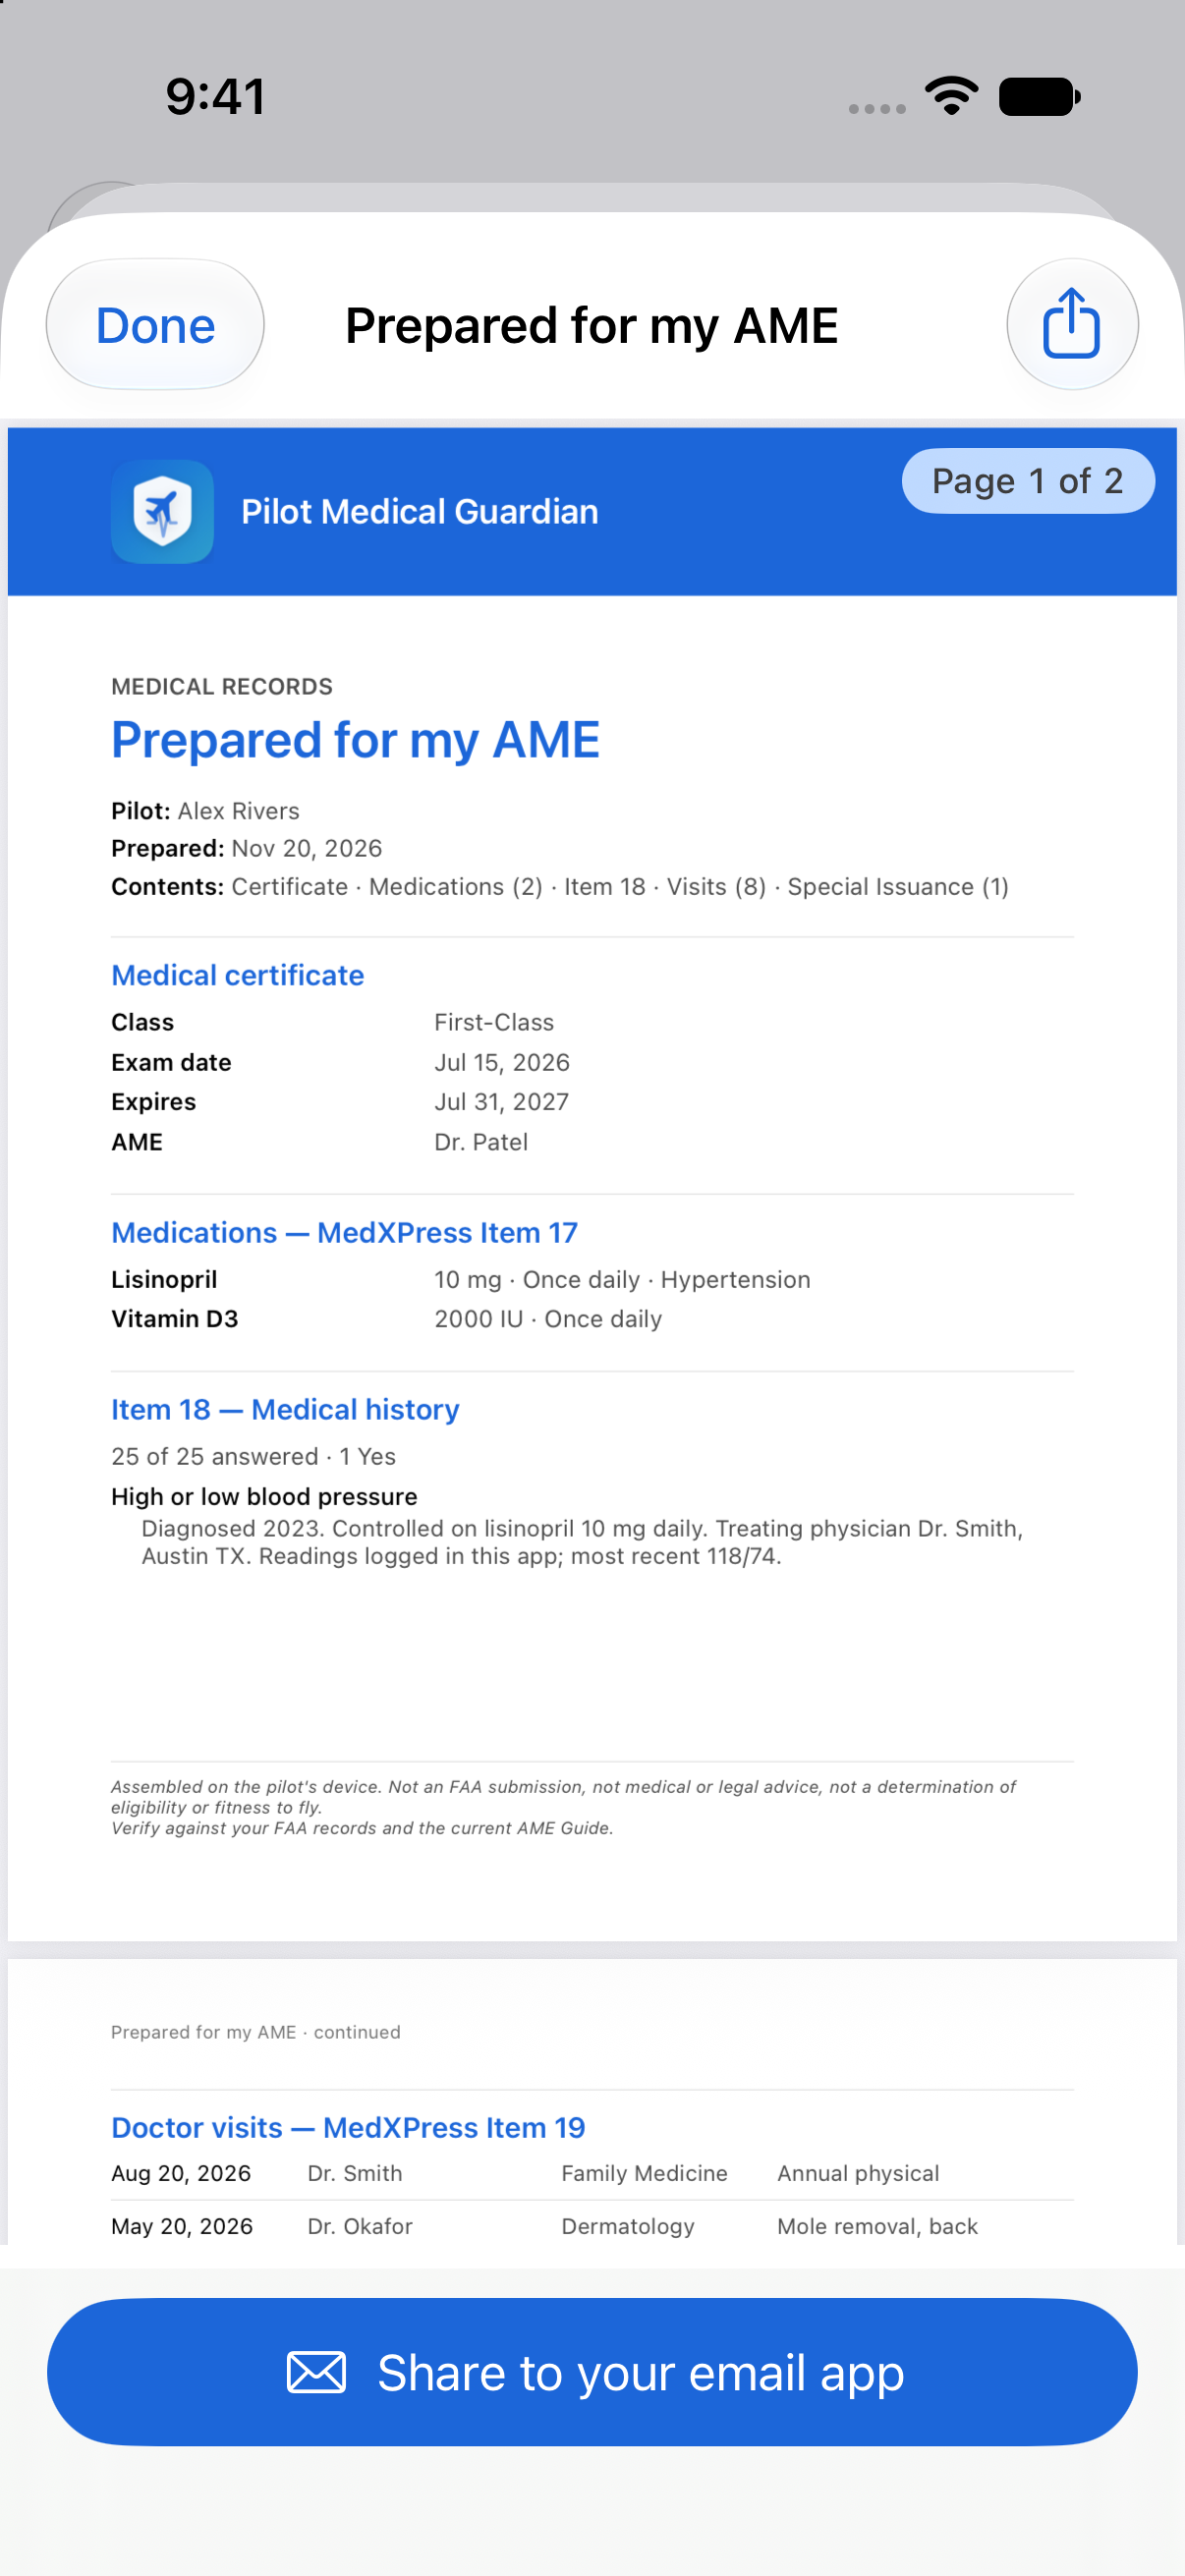 9:41
Done
Prepared for my AME
Pilot Medical Guardian
Page 1 of 2
MEDICAL RECORDS
Prepared for my AME
Pilot: Alex Rivers
Prepared: Nov 20, 2026
Contents: Certificate · Medications (2) · Item 18 · Visits (8) · Special Issuance (1)
Medical certificate
Class First-Class
Exam date Jul 15, 2026
Expires Jul 31, 2027
AME Dr. Patel
Medications — MedXPress Item 17
Lisinopril 10 mg · Once daily · Hypertension
Vitamin D3 2000 IU · Once daily
Item 18 — Medical history
25 of 25 answered · 1 Yes
High or low blood pressure
Diagnosed 2023. Controlled on lisinopril 10 mg daily. Treating physician Dr. Smith,
Austin TX. Readings logged in this app; most recent 118/74.
Assembled on the pilot's device. Not an FAA submission, not medical or legal advice, not a determination of
eligibility or fitness to fly.
Verify against your FAA records and the current AME Guide.
Prepared for my AME · continued
Doctor visits — MedXPress Item 19
Aug 20, 2026 Dr. Smith Family Medicine Annual physical
May 20, 2026 Dr. Okafor Dermatology Mole removal, back
Share to your email app